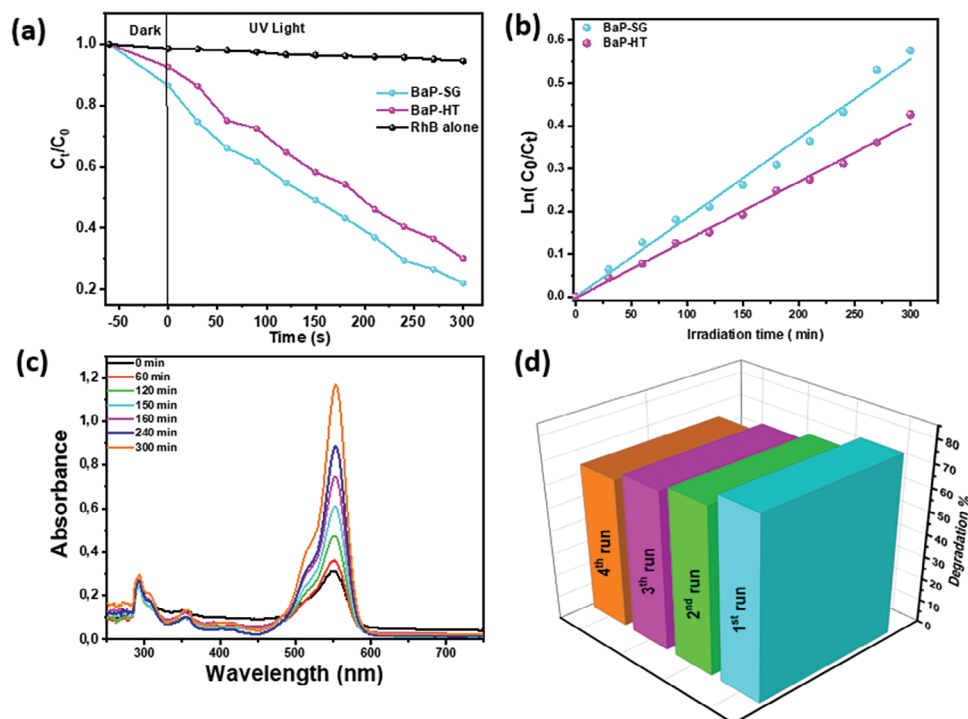 (a)
Dark
UV Light
BaP-SG
BaP-HT
RhB alone
Ct/C0
1,0
0,8
0,6
0,4
0,2
-50 0 50 100 150 200 250 300
Time (s)
(b)
BaP-SG
BaP-HT
Ln( C0/Ct)
0.8
0.6
0.5
0.3
0.2
0.0
0 50 100 150 200 250 300
Irradiation time ( min)
(c)
0 min
60 min
120 min
150 min
160 min
240 min
300 min
Absorbance
1,2
1,0
0,8
0,6
0,4
0,2
0,0
300 400 500 600 700
Wavelength (nm)
(d)
4th run
3th run
2nd run
1st run
80
70
60
50
40
30
20
10
0
Degradation %